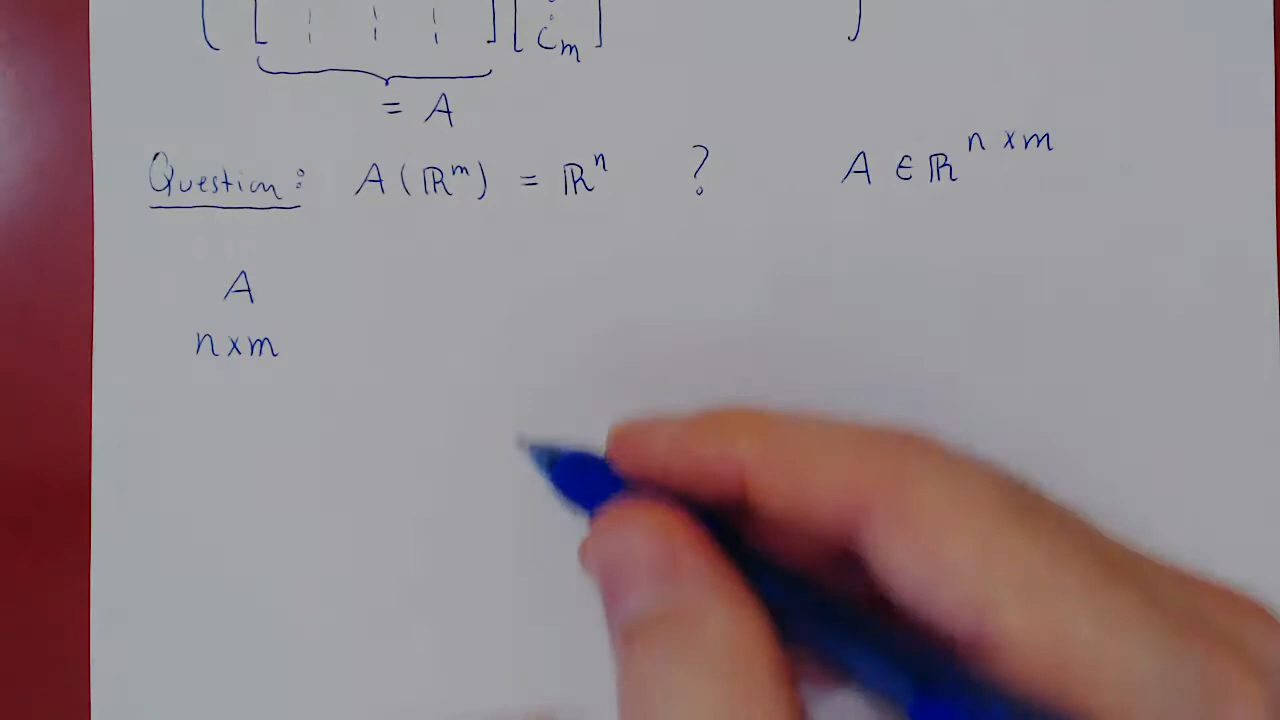 [ ¦ ¦ ¦ ] [ ⋮ c_m ]
= A
Question: A(ℝ^m) = ℝ^n ? A ∈ ℝ^{n×m}
A
n×m